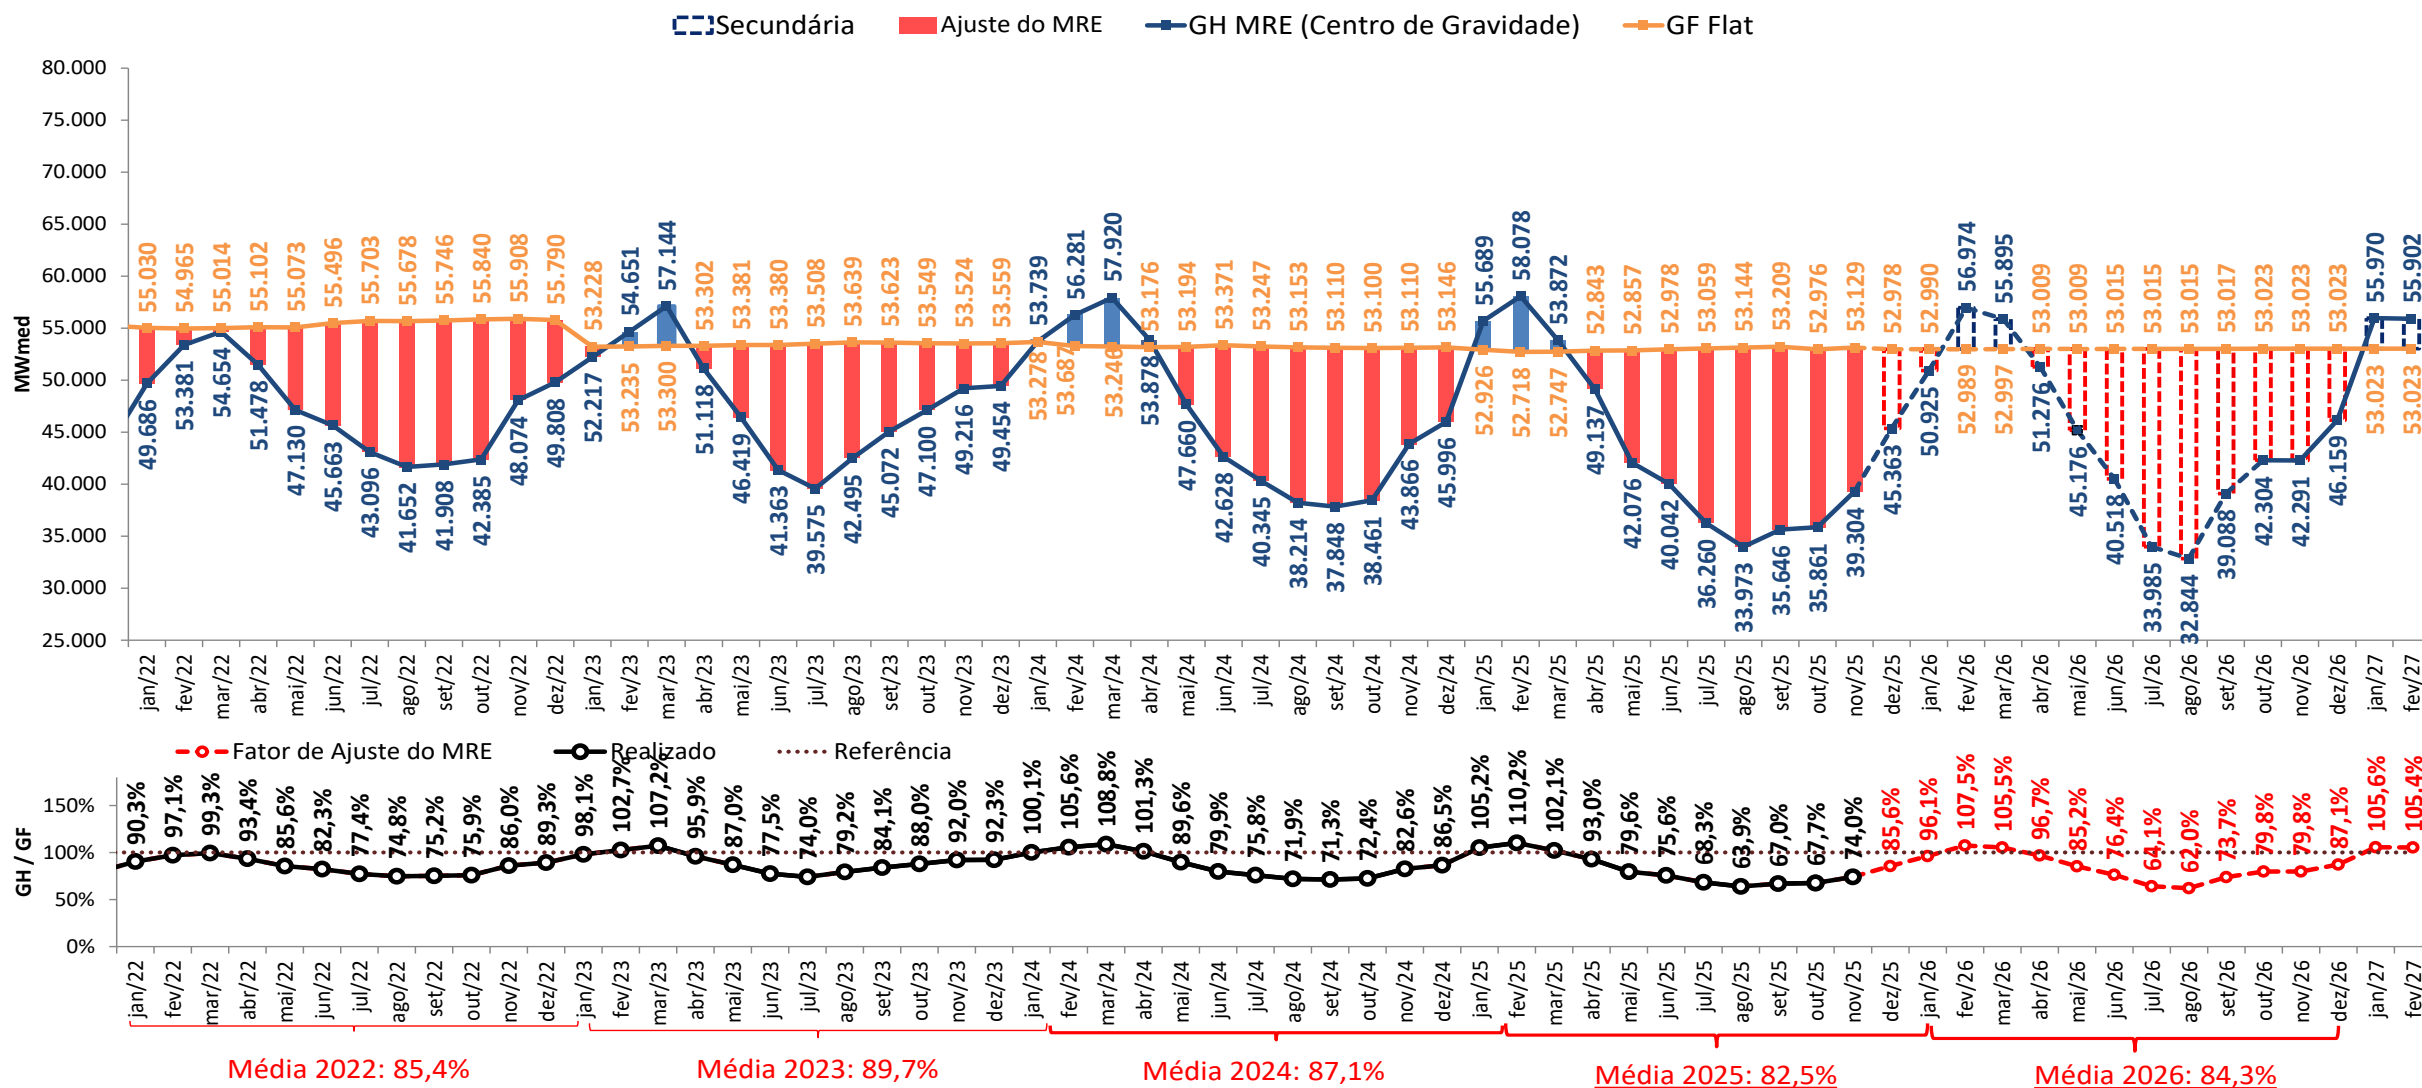 Secundária Ajuste do MRE GH MRE (Centro de Gravidade) GF Flat
MWmed
80.000
75.000
70.000
65.000
60.000
55.000
50.000
45.000
40.000
35.000
30.000
25.000
55.030 54.965 55.014 55.102 55.073 55.496 55.703 55.678 55.746 55.840 55.908 55.790 53.228 53.235 53.300 53.302 53.381 53.380 53.508 53.639 53.623 53.549 53.524 53.559 53.278 53.687 53.246 53.176 53.194 53.371 53.247 53.153 53.110 53.100 53.110 53.146 52.926 52.718 52.747 52.843 52.857 52.978 53.059 53.144 53.209 52.976 53.129 52.978 52.990 52.989 52.997 53.009 53.009 53.015 53.015 53.015 53.017 53.023 53.023 53.023 53.023 53.023
49.686 53.381 54.654 51.478 47.130 45.663 43.096 41.652 41.908 42.385 48.074 49.808 52.217 54.651 57.144 51.118 46.419 41.363 39.575 42.495 45.072 47.100 49.216 49.454 53.739 56.281 57.920 53.878 47.660 42.628 40.345 38.214 37.848 38.461 43.866 45.996 55.689 58.078 53.872 49.137 42.076 40.042 36.260 33.973 35.646 35.861 39.304 45.363 50.925 56.974 55.895 51.276 45.176 40.518 33.985 32.844 39.088 42.304 42.291 46.159 55.970 55.902
jan/22 fev/22 mar/22 abr/22 mai/22 jun/22 jul/22 ago/22 set/22 out/22 nov/22 dez/22 jan/23 fev/23 mar/23 abr/23 mai/23 jun/23 jul/23 ago/23 set/23 out/23 nov/23 dez/23 jan/24 fev/24 mar/24 abr/24 mai/24 jun/24 jul/24 ago/24 set/24 out/24 nov/24 dez/24 jan/25 fev/25 mar/25 abr/25 mai/25 jun/25 jul/25 ago/25 set/25 out/25 nov/25 dez/25 jan/26 fev/26 mar/26 abr/26 mai/26 jun/26 jul/26 ago/26 set/26 out/26 nov/26 dez/26 jan/27 fev/27
Fator de Ajuste do MRE Realizado Referência
GH / GF
150%
100%
50%
0%
90,3% 97,1% 99,3% 93,4% 85,6% 82,3% 77,4% 74,8% 75,2% 75,9% 86,0% 89,3% 98,1% 102,7% 107,2% 95,9% 87,0% 77,5% 74,0% 79,2% 84,1% 88,0% 92,0% 92,3% 100,1% 105,6% 108,8% 101,3% 89,6% 79,9% 75,8% 71,9% 71,3% 72,4% 82,6% 86,5% 105,2% 110,2% 102,1% 93,0% 79,6% 75,6% 68,3% 63,9% 67,0% 67,7% 74,0% 85,6% 96,1% 107,5% 105,5% 96,7% 85,2% 76,4% 64,1% 62,0% 73,7% 79,8% 79,8% 87,1% 105,6% 105,4%
jan/22 fev/22 mar/22 abr/22 mai/22 jun/22 jul/22 ago/22 set/22 out/22 nov/22 dez/22 jan/23 fev/23 mar/23 abr/23 mai/23 jun/23 jul/23 ago/23 set/23 out/23 nov/23 dez/23 jan/24 fev/24 mar/24 abr/24 mai/24 jun/24 jul/24 ago/24 set/24 out/24 nov/24 dez/24 jan/25 fev/25 mar/25 abr/25 mai/25 jun/25 jul/25 ago/25 set/25 out/25 nov/25 dez/25 jan/26 fev/26 mar/26 abr/26 mai/26 jun/26 jul/26 ago/26 set/26 out/26 nov/26 dez/26 jan/27 fev/27
Média 2022: 85,4% Média 2023: 89,7% Média 2024: 87,1% Média 2025: 82,5% Média 2026: 84,3%